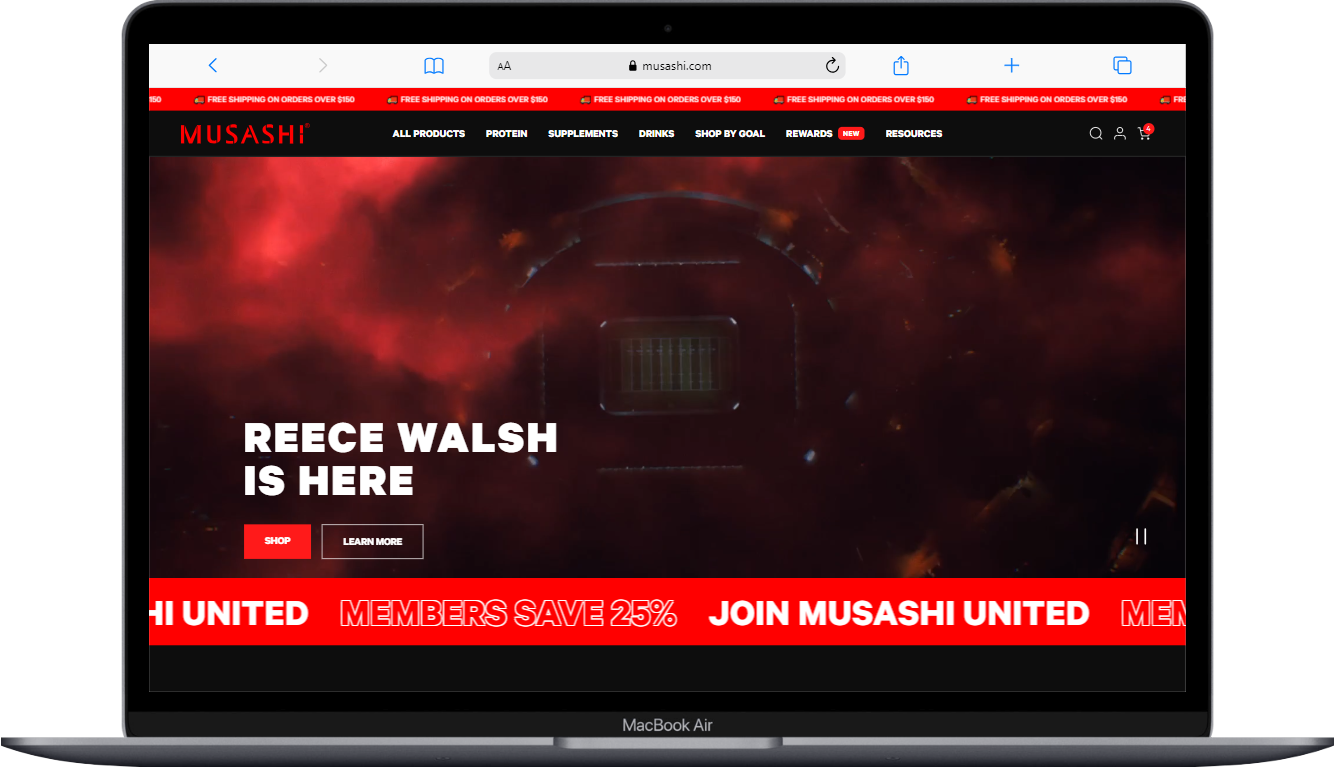 AA musashi.com
150 FREE SHIPPING ON ORDERS OVER $150 FREE SHIPPING ON ORDERS OVER $150 FREE SHIPPING ON ORDERS OVER $150 FREE SHIPPING ON ORDERS OVER $150 FREE SHIPPING ON ORDERS OVER $150 FRE
MUSASHI® ALL PRODUCTS PROTEIN SUPPLEMENTS DRINKS SHOP BY GOAL REWARDS NEW RESOURCES 4
REECE WALSH
IS HERE
SHOP LEARN MORE
HI UNITED MEMBERS SAVE 25% JOIN MUSASHI UNITED MEM
MacBook Air